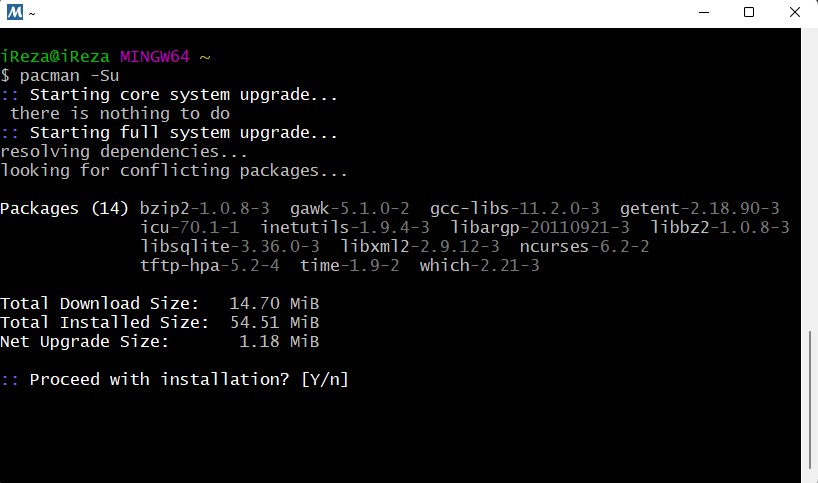 ~
iReza@iReza MINGW64 ~
$ pacman -Su
:: Starting core system upgrade...
 there is nothing to do
:: Starting full system upgrade...
resolving dependencies...
looking for conflicting packages...

Packages (14) bzip2-1.0.8-3  gawk-5.1.0-2  gcc-libs-11.2.0-3  getent-2.18.90-3
              icu-70.1-1  inetutils-1.9.4-3  libargp-20110921-3  libbz2-1.0.8-3
              libsqlite-3.36.0-3  libxml2-2.9.12-3  ncurses-6.2-2
              tftp-hpa-5.2-4  time-1.9-2  which-2.21-3

Total Download Size:   14.70 MiB
Total Installed Size:  54.51 MiB
Net Upgrade Size:       1.18 MiB

:: Proceed with installation? [Y/n]